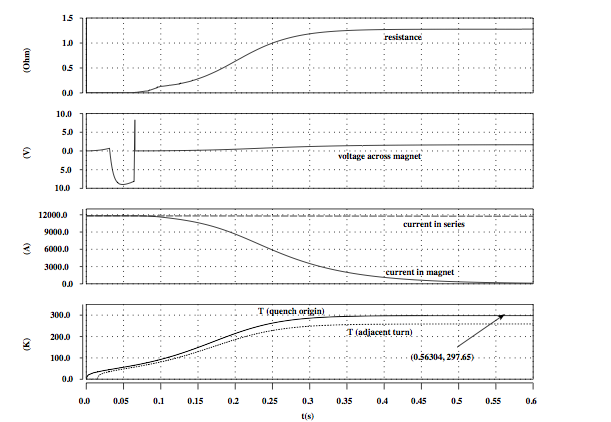 1.5
resistance
1.0
(Ohm)
0.5
0.0
10.0
5.0
(V)
0.0
voltage across magnet
5.0
10.0
12000.0
current in series
9000.0
(A)
6000.0
3000.0
current in magnet
0.0
T (quench origin)
300.0
T (adjacent turn)
200.0
(K)
(0.56304, 297.65)
100.0
0.0
0.0 0.05 0.1 0.15 0.2 0.25 0.3 0.35 0.4 0.45 0.5 0.55 0.6
t(s)